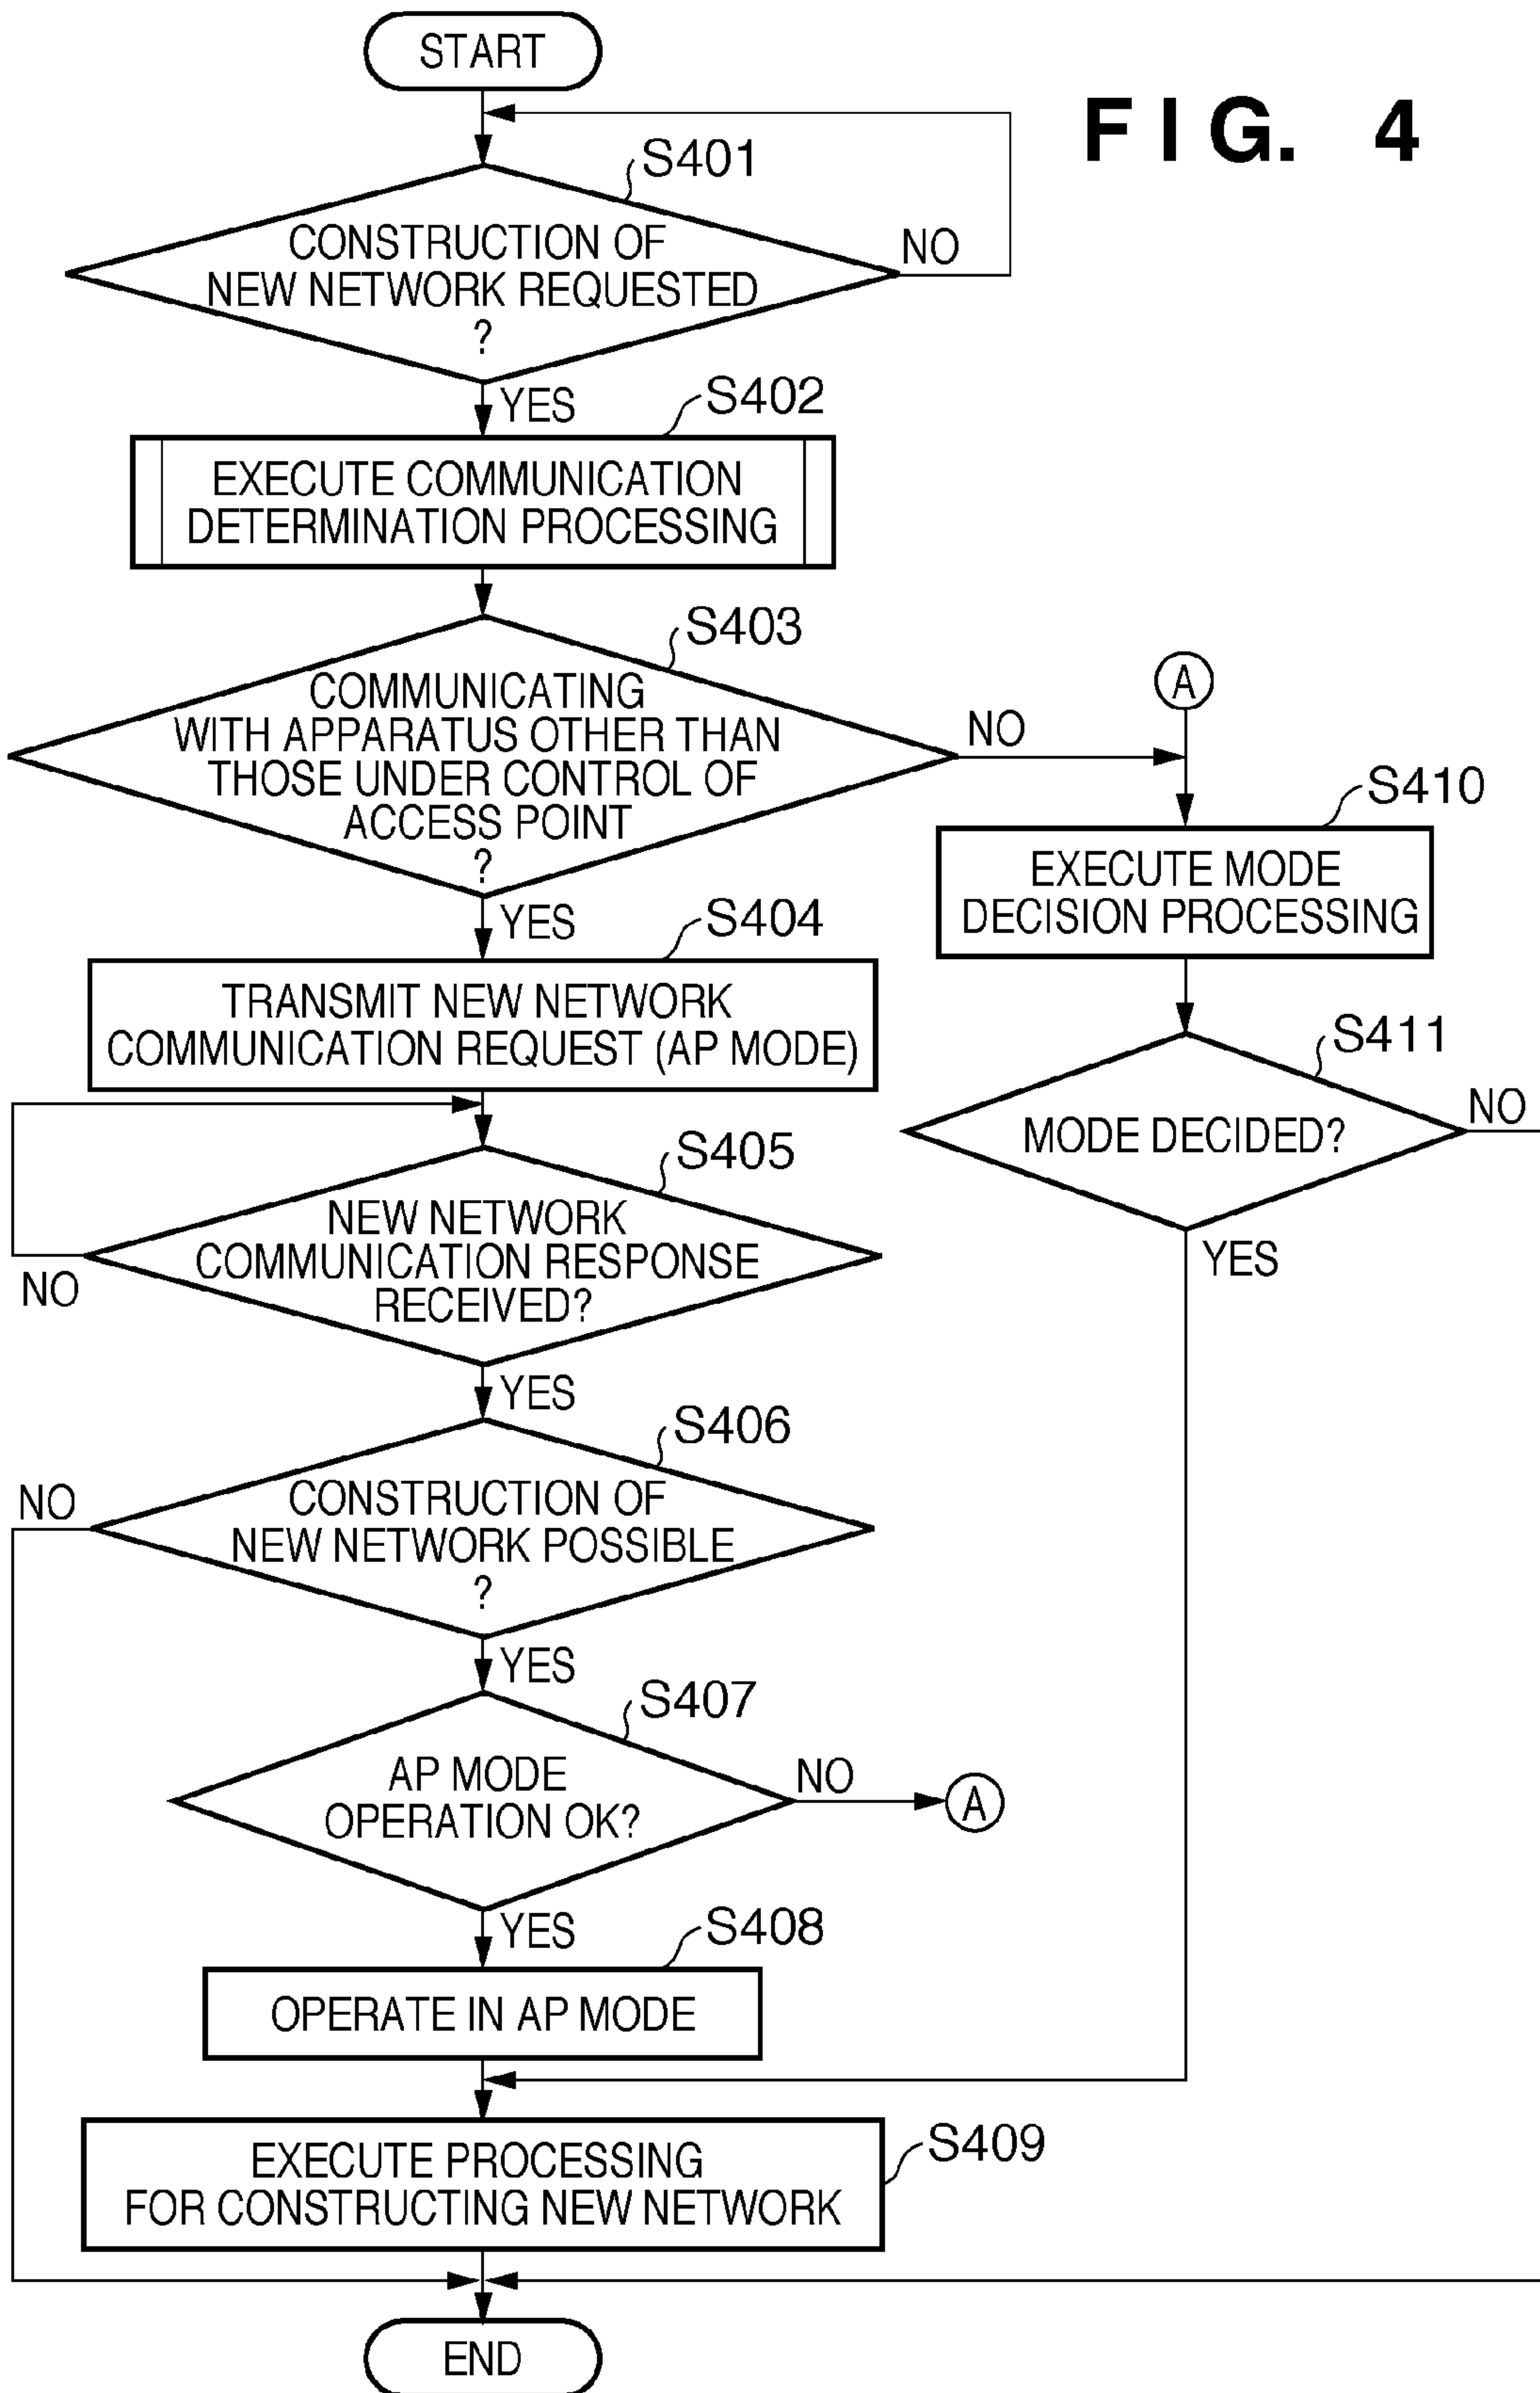 START
FIG. 4
S401
CONSTRUCTION OF
NEW NETWORK REQUESTED
?
NO
YES
S402
EXECUTE COMMUNICATION
DETERMINATION PROCESSING
S403
COMMUNICATING
WITH APPARATUS OTHER THAN
THOSE UNDER CONTROL OF
ACCESS POINT
?
NO
YES
A
S410
EXECUTE MODE
DECISION PROCESSING
S404
TRANSMIT NEW NETWORK
COMMUNICATION REQUEST (AP MODE)
S411
MODE DECIDED?
NO
YES
S405
NEW NETWORK
COMMUNICATION RESPONSE
RECEIVED?
NO
YES
S406
CONSTRUCTION OF
NEW NETWORK POSSIBLE
?
NO
YES
S407
AP MODE
OPERATION OK?
NO
A
YES
S408
OPERATE IN AP MODE
S409
EXECUTE PROCESSING
FOR CONSTRUCTING NEW NETWORK
END